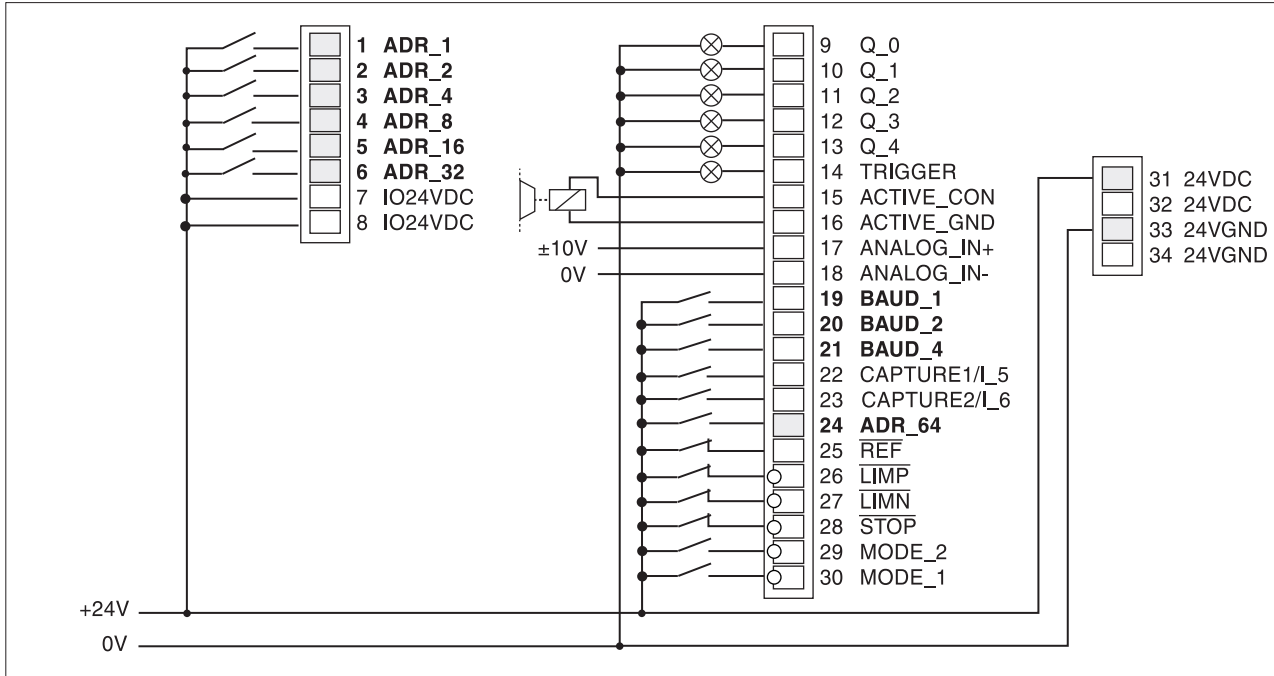 1 ADR_1
2 ADR_2
3 ADR_4
4 ADR_8
5 ADR_16
6 ADR_32
7 IO24VDC
8 IO24VDC
9 Q_0
10 Q_1
11 Q_2
12 Q_3
13 Q_4
14 TRIGGER
15 ACTIVE_CON
16 ACTIVE_GND
±10V
17 ANALOG_IN+
0V
18 ANALOG_IN-
19 BAUD_1
20 BAUD_2
21 BAUD_4
22 CAPTURE1/I_5
23 CAPTURE2/I_6
24 ADR_64
25 REF
26 LIMP
27 LIMN
28 STOP
29 MODE_2
30 MODE_1
31 24VDC
32 24VDC
33 24VGND
34 24VGND
+24V
0V